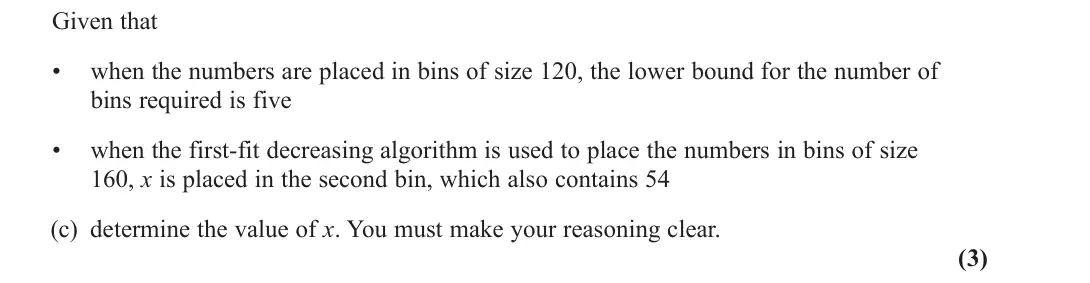 Given that
• when the numbers are placed in bins of size 120, the lower bound for the number of
bins required is five
• when the first-fit decreasing algorithm is used to place the numbers in bins of size
160, x is placed in the second bin, which also contains 54
(c) determine the value of x. You must make your reasoning clear.
(3)